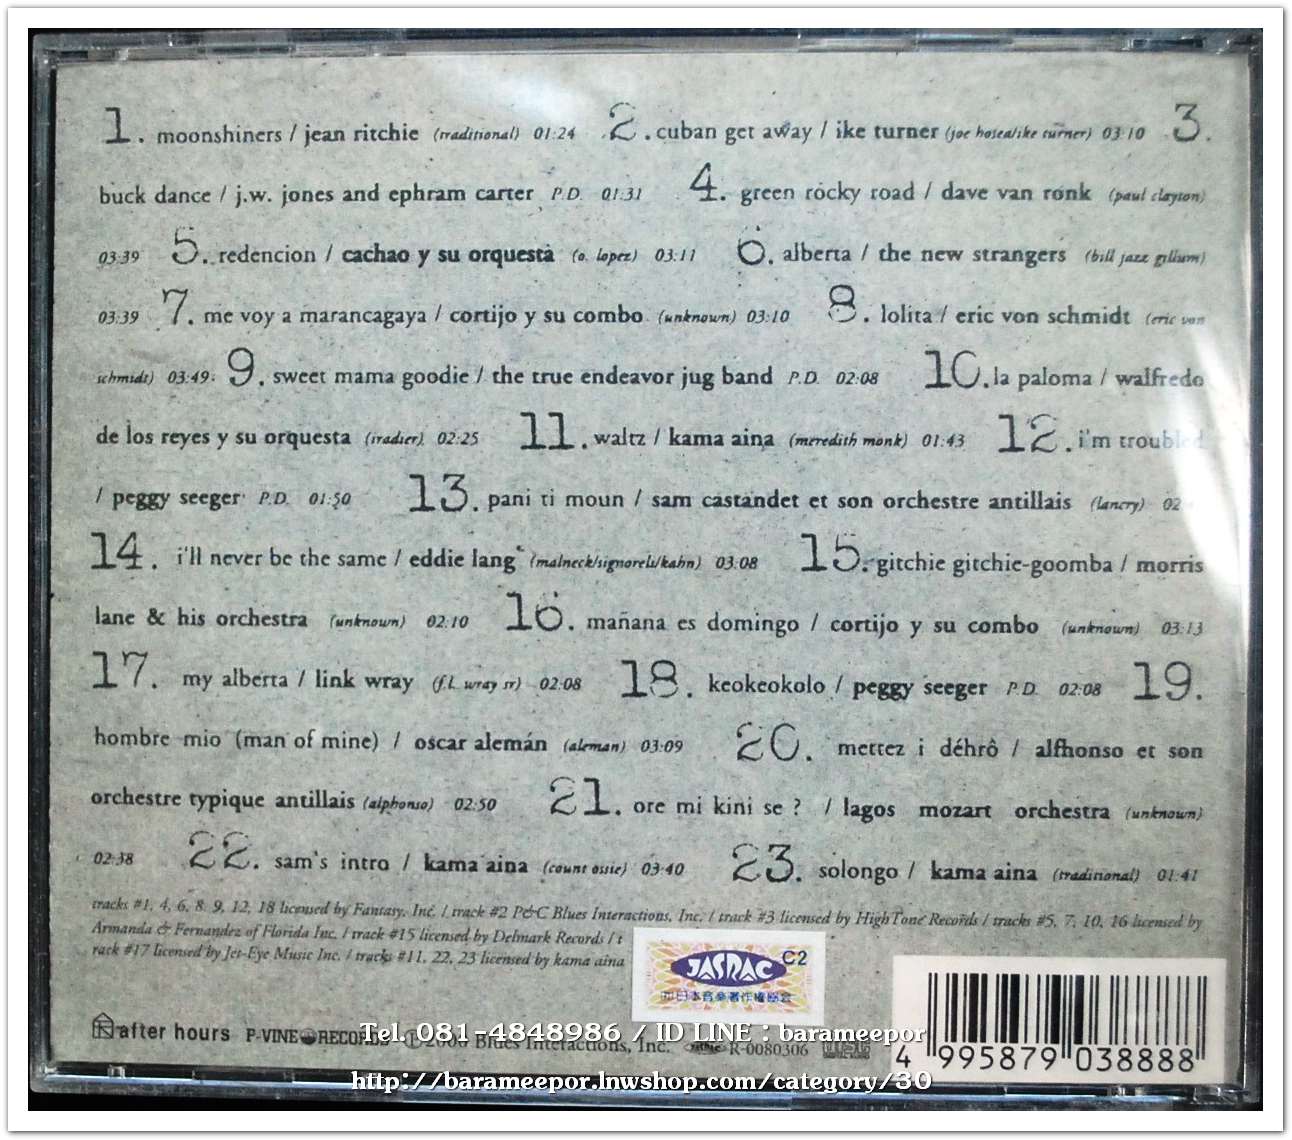 1. moonshiners / jean ritchie (traditional) 01:24 2. cuban get away / ike turner (joe hosea/ike turner) 03:10 3.
buck dance / j.w. jones and ephram carter P.D. 01:31 4. green rocky road / dave van ronk (paul clayton)
03:39 5. redencion / cachao y su orquesta (o. lopez) 03:11 6. alberta / the new strangers (bill jazz gillum)
03:39 7. me voy a marancagaya / cortijo y su combo (unknown) 03:10 8. lolita / eric von schmidt (eric von
schmidt) 03:49 9. sweet mama goodie / the true endeavor jug band P.D. 02:08 10. la paloma / walfredo
de los reyes y su orquesta (iradier) 02:25 11. waltz / kama aina (meredith monk) 01:43 12. i'm troubled
/ peggy seeger P.D. 01:50 13. pani ti moun / sam castandet et son orchestre antillais (lancry)
14. i'll never be the same / eddie lang (malneck/signoreli/kahn) 03:08 15. gitchie gitchie-goomba / morris
lane & his orchestra (unknown) 02:10 16. mañana es domingo / cortijo y su combo (unknown) 03:13
17. my alberta / link wray (f.l. wray sr) 02:08 18. keokeokolo / peggy seeger P.D. 02:08 19.
hombre mio (man of mine) / oscar alemán (aleman) 03:09 20. mettez i déhrô / alfhonso et son
orchestre typique antillais (alphonso) 02:50 21. ore mi kini se ? / lagos mozart orchestra (unknown)
02:38 22. sam's intro / kama aina (count ossie) 03:40 23. solongo / kama aina (traditional) 01:41
tracks #1, 4, 6, 8, 9, 12, 18 licensed by Fantasy, Inc. / track #2 P&C Blues Interactions, Inc. / track #3 licensed by HighTone Records / tracks #5, 7, 10, 16 licensed by
Armanda & Fernandez of Florida Inc. / track #15 licensed by Delmark Records / t
rack #17 licensed by Jet-Eye Music Inc. / tracks #11, 22, 23 licensed by kama aina
JASRAC C2
日本音楽著作権協会
after hours P-VINE RECORDS Blues Interactions, Inc. R-0080306
Tel. 081-4848986 / ID LINE : barameepor
4 995879 038888
http://barameepor.lnwshop.com/category/30